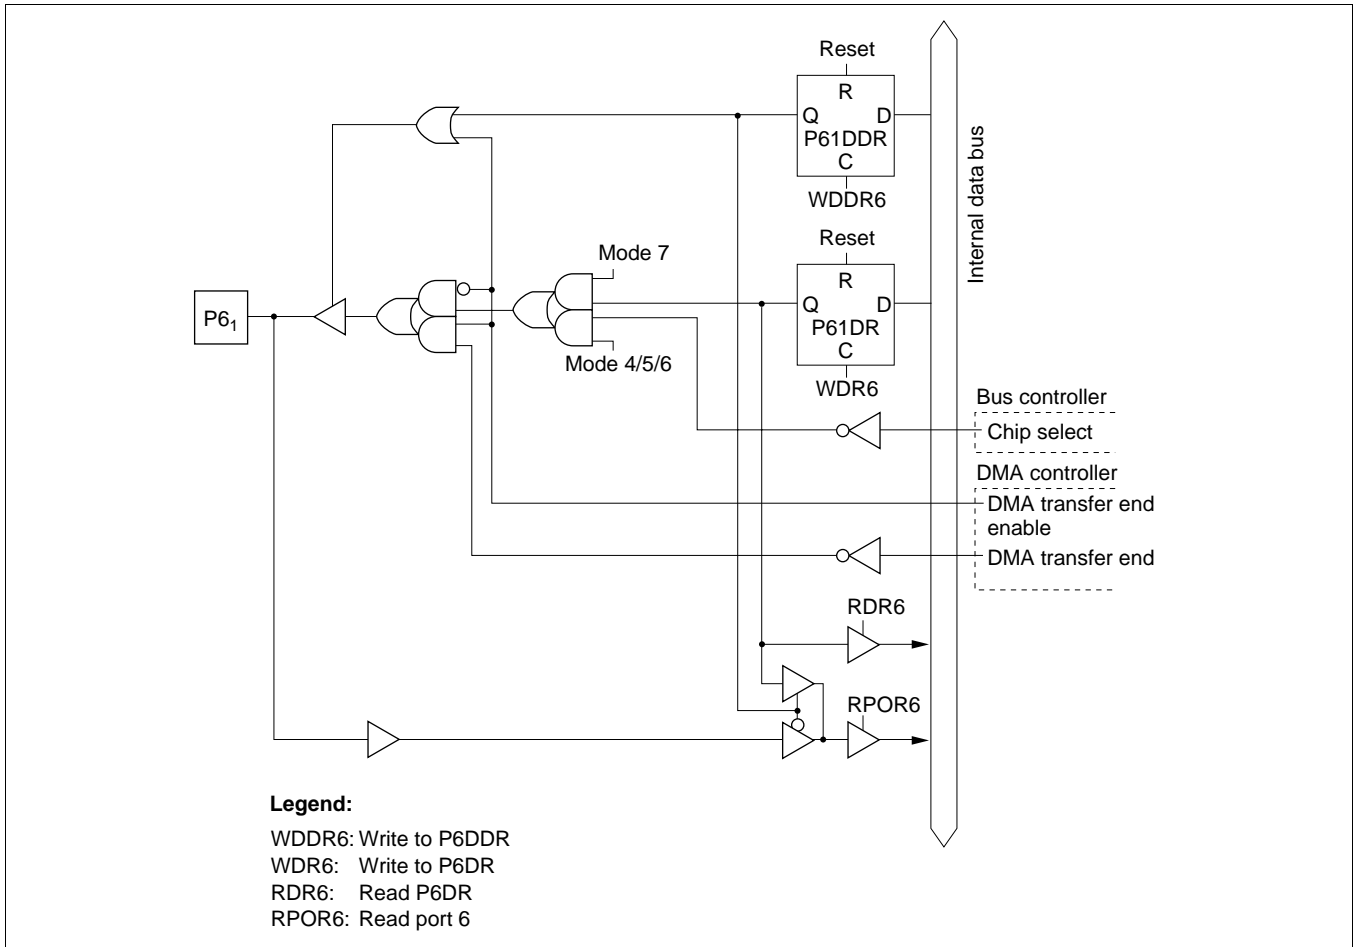 Reset
R
Q D
P61DDR
C
WDDR6
Internal data bus
Reset
Mode 7
R
Q D
P61DR
C
WDR6
P6₁
Mode 4/5/6
Bus controller
Chip select
DMA controller
DMA transfer end
enable
DMA transfer end
RDR6
RPOR6
Legend:
WDDR6: Write to P6DDR
WDR6: Write to P6DR
RDR6: Read P6DR
RPOR6: Read port 6